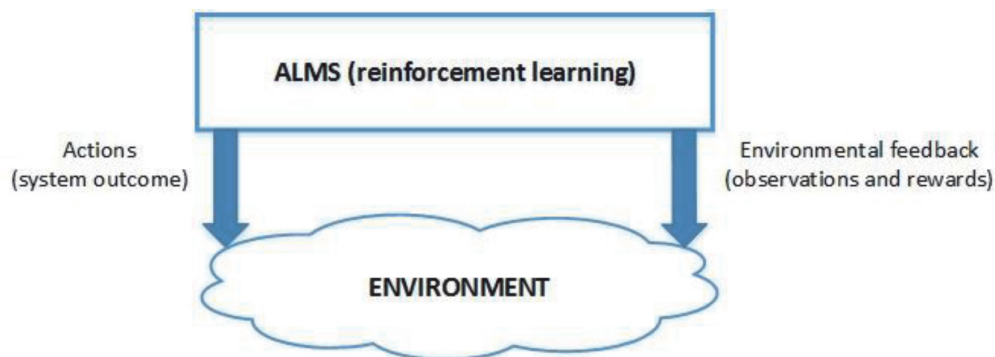 ALMS (reinforcement learning)
Actions
(system outcome)
Environmental feedback
(observations and rewards)
ENVIRONMENT